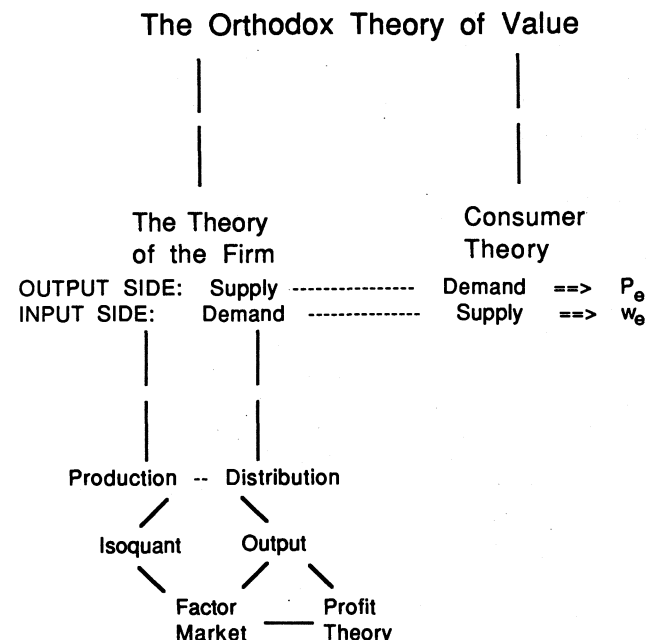 The Orthodox Theory of Value
The Theory
of the Firm
Consumer
Theory
OUTPUT SIDE: Supply --------------- Demand ==> Pe
INPUT SIDE: Demand -------------- Supply ==> we
Production -- Distribution
Isoquant Output
Factor
Market
Profit
Theory